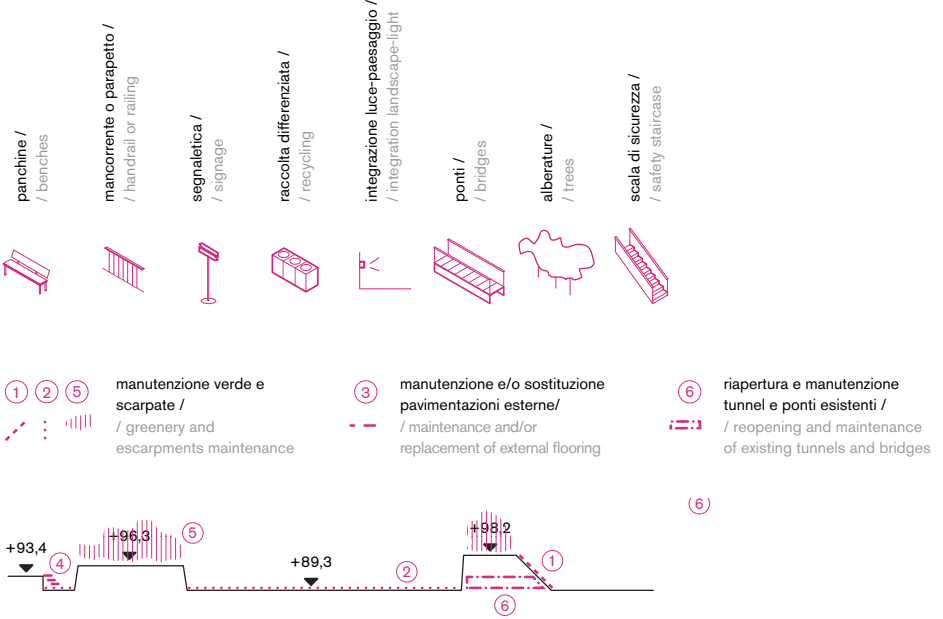 panchine /
/ benches
mancorrente o parapetto /
/ handrail or railing
segnaletica /
/ signage
raccolta differenziata /
/ recycling
integrazione luce-paesaggio /
/ integration landscape-light
ponti /
/ bridges
alberature /
/ trees
scala di sicurezza /
/ safety staircase
1 2 5
manutenzione verde e
scarpate /
/ greenery and
escarpments maintenance
3
manutenzione e/o sostituzione
pavimentazioni esterne/
/ maintenance and/or
replacement of external flooring
6
riapertura e manutenzione
tunnel e ponti esistenti /
/ reopening and maintenance
of existing tunnels and bridges
6
+93,4
4
+96,3
5
+89,3
2
+98,2
1
6